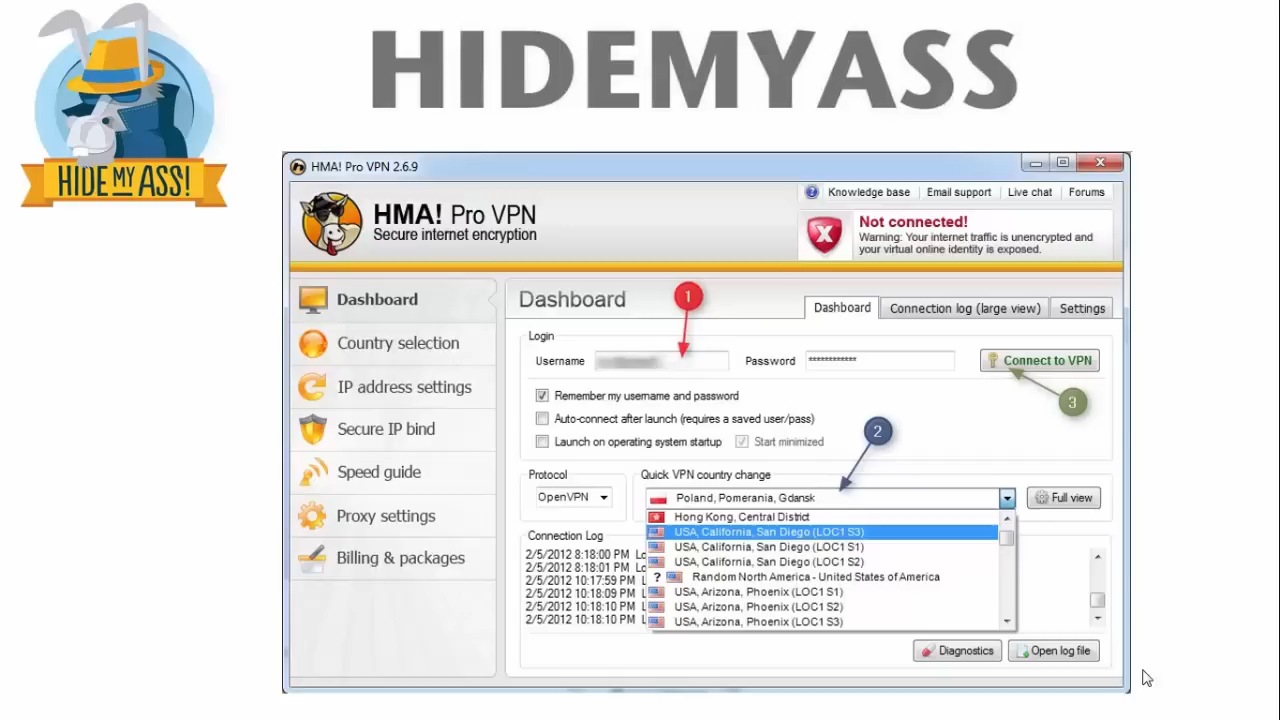 HIDEMYASS
HIDE MY ASS!
HMA! Pro VPN 2.6.9
Knowledge base
Email support
Live chat
Forums
HMA! Pro VPN
Secure internet encryption
Not connected!
Warning: Your internet traffic is unencrypted and
your virtual online identity is exposed.
Dashboard
Country selection
IP address settings
Secure IP bind
Speed guide
Proxy settings
Billing & packages
Dashboard
1
Dashboard
Connection log (large view)
Settings
Login
Username
Password
************
Connect to VPN
3
Remember my username and password
Auto-connect after launch (requires a saved user/pass)
Launch on operating system startup
Start minimized
2
Protocol
OpenVPN
Quick VPN country change
Poland, Pomerania, Gdansk
Full view
Hong Kong, Central District
USA, California, San Diego (LOC1 S3)
USA, California, San Diego (LOC1 S1)
USA, California, San Diego (LOC1 S2)
? Random North America - United States of America
USA, Arizona, Phoenix (LOC1 S1)
USA, Arizona, Phoenix (LOC1 S2)
USA, Arizona, Phoenix (LOC1 S3)
Connection Log
2/5/2012 8:18:00 PM
2/5/2012 8:18:01 PM
2/5/2012 10:17:59 PM
2/5/2012 10:18:09 PM
2/5/2012 10:18:10 PM
2/5/2012 10:18:10 PM
Diagnostics
Open log file